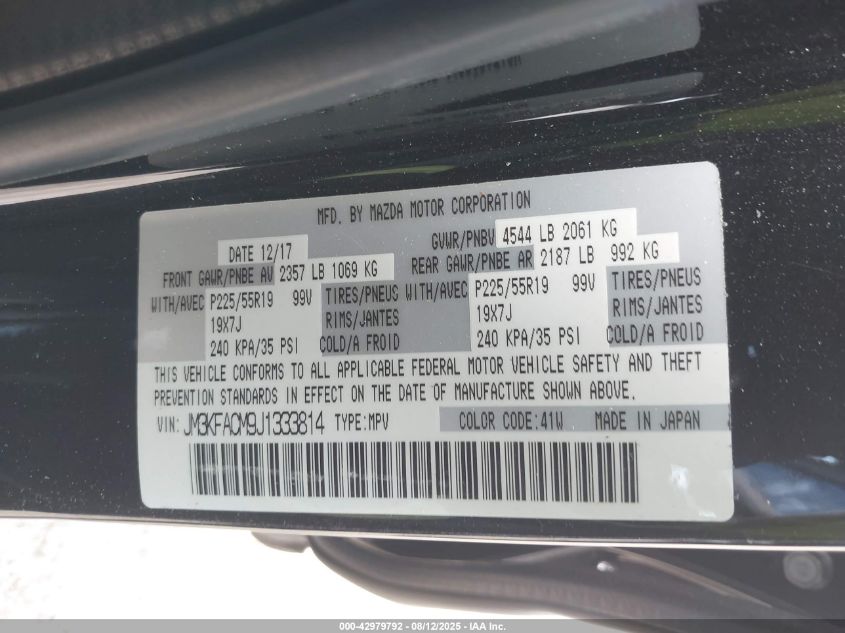 MFD. BY MAZDA MOTOR CORPORATION
DATE 12/17 GVWR/PNBV 4544 LB 2061 KG
FRONT GAWR/PNBE AV 2357 LB 1069 KG REAR GAWR/PNBE AR 2187 LB 992 KG
WITH/AVEC P225/55R19 99V TIRES/PNEUS WITH/AVEC P225/55R19 99V TIRES/PNEUS
19X7J RIMS/JANTES 19X7J RIMS/JANTES
240 KPA/35 PSI COLD/A FROID 240 KPA/35 PSI COLD/A FROID
THIS VEHICLE CONFORMS TO ALL APPLICABLE FEDERAL MOTOR VEHICLE SAFETY AND THEFT
PREVENTION STANDARDS IN EFFECT ON THE DATE OF MANUFACTURE SHOWN ABOVE.
VIN: JM3KFACM9J1333814 TYPE:MPV COLOR CODE:41W MADE IN JAPAN
000-42979792 - 08/12/2025 - IAA Inc.